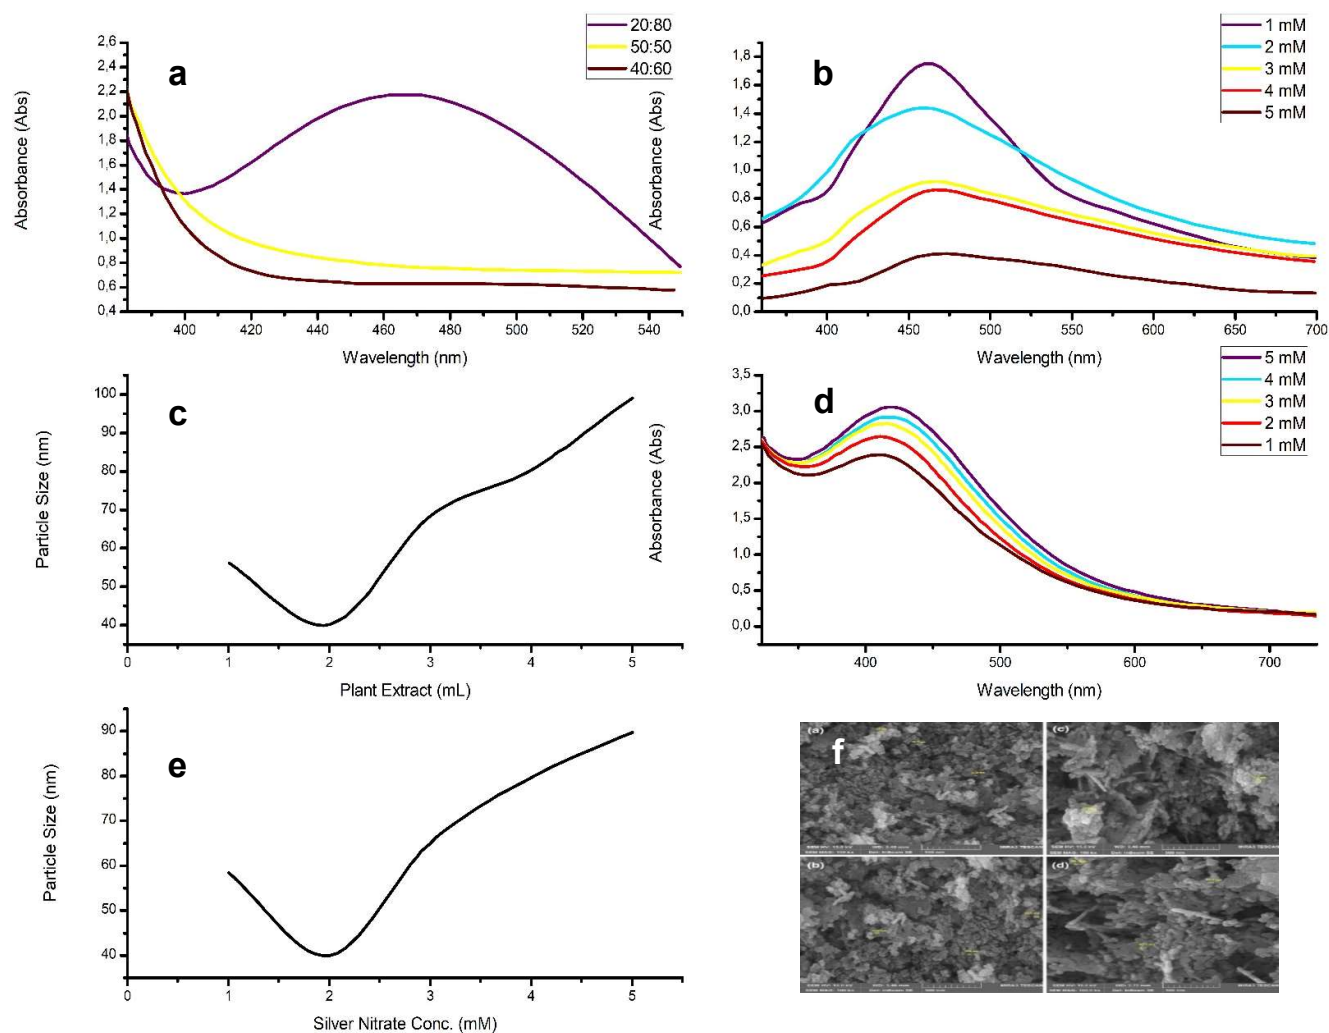 20:80
50:50
40:60
a
Absorbance (Abs)
2,6
2,4
2,2
2,0
1,8
1,6
1,4
1,2
1,0
0,8
0,6
0,4
400
420
440
460
480
500
520
540
Wavelength (nm)
1 mM
2 mM
3 mM
4 mM
5 mM
b
Absorbance (Abs)
1,8
1,6
1,4
1,2
1,0
0,8
0,6
0,4
0,2
0,0
400
450
500
550
600
650
700
Wavelength (nm)
c
Particle Size (nm)
100
90
80
70
60
50
40
0
1
2
3
4
5
Plant Extract (mL)
5 mM
4 mM
3 mM
2 mM
1 mM
d
Absorbance (Abs)
3,5
3,0
2,5
2,0
1,5
1,0
0,5
0,0
400
500
600
700
Wavelength (nm)
e
Particle Size (nm)
90
80
70
60
50
40
0
1
2
3
4
5
Silver Nitrate Conc. (mM)
f
(a)
(c)
(b)
(d)